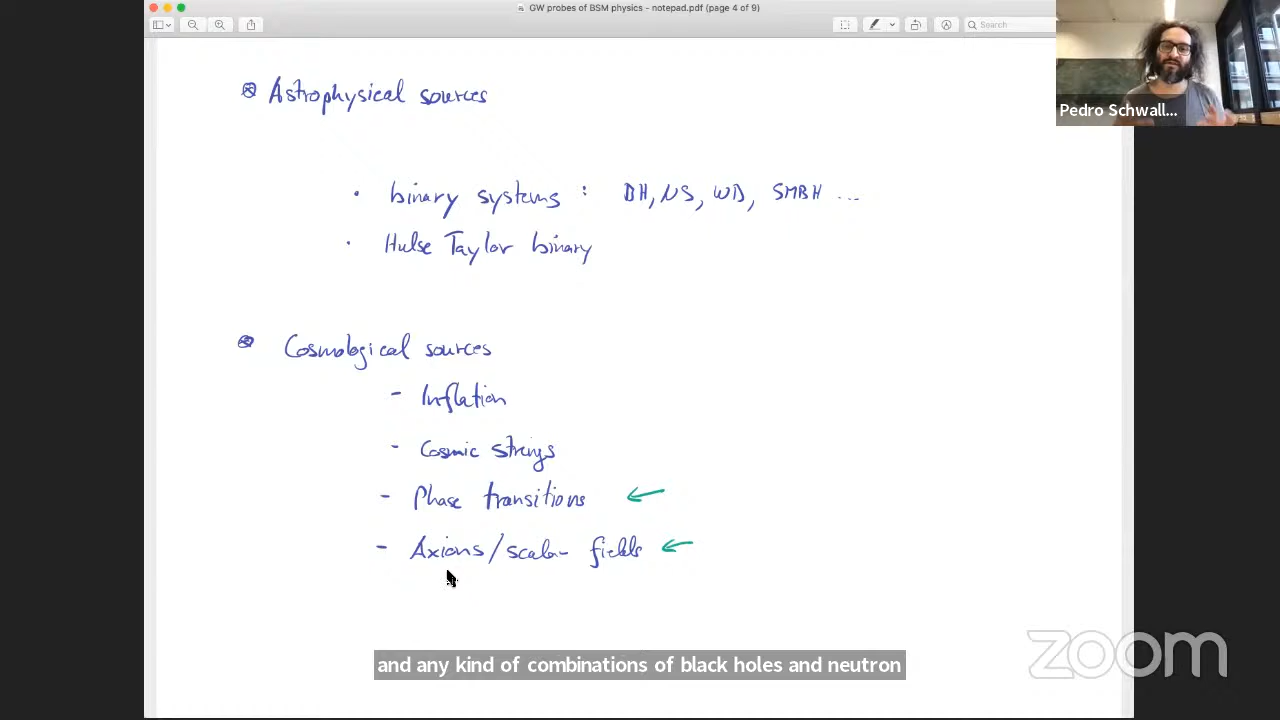 GW probes of BSM physics - notepad.pdf (page 4 of 9)
Search
Pedro Schwall...
⊗ Astrophysical sources
• binary systems : BH, NS, WD, SMBH ...
• Hulse Taylor binary
⊗ Cosmological sources
- Inflation
- Cosmic strings
- Phase transitions ←
- Axions/scalar fields ←
and any kind of combinations of black holes and neutron
zoom